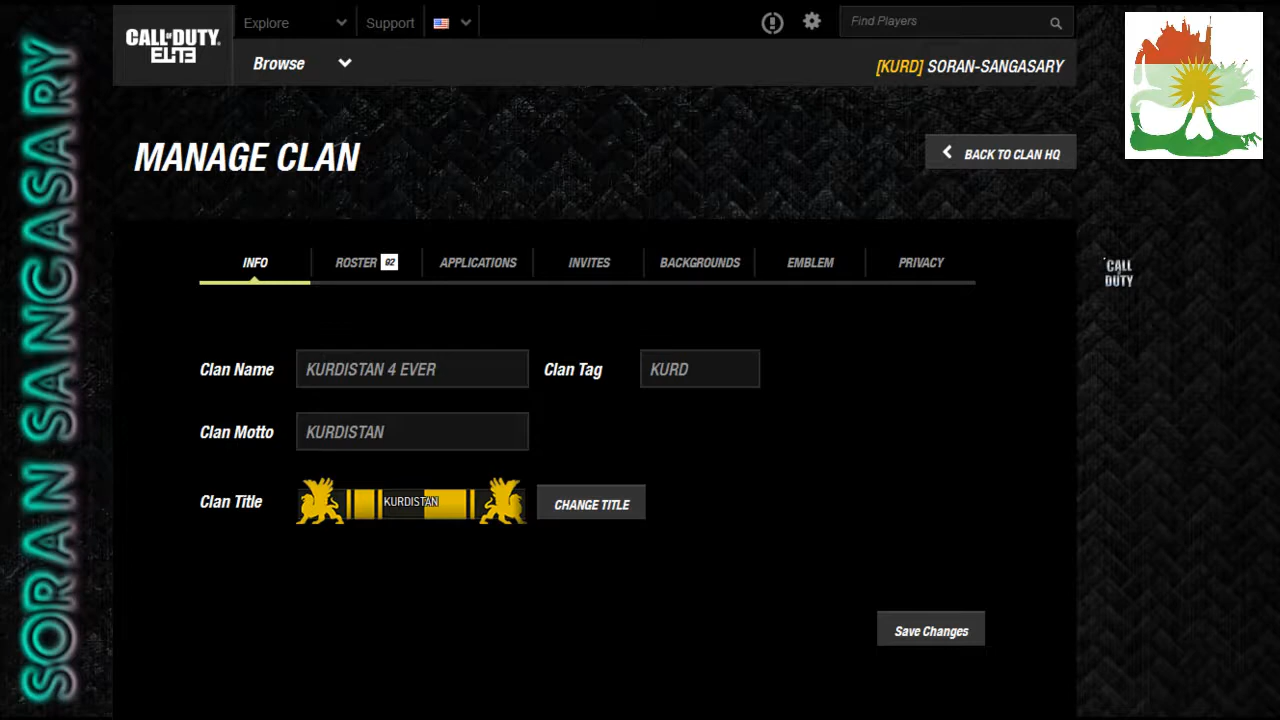 SORAN SANGASARY
CALL OF DUTY
ELITE
Explore
Support
Find Players
Browse
[KURD] SORAN-SANGASARY
MANAGE CLAN
BACK TO CLAN HQ
INFO
ROSTER 92
APPLICATIONS
INVITES
BACKGROUNDS
EMBLEM
PRIVACY
CALL
DUTY
Clan Name
KURDISTAN 4 EVER
Clan Tag
KURD
Clan Motto
KURDISTAN
Clan Title
KURDISTAN
CHANGE TITLE
Save Changes